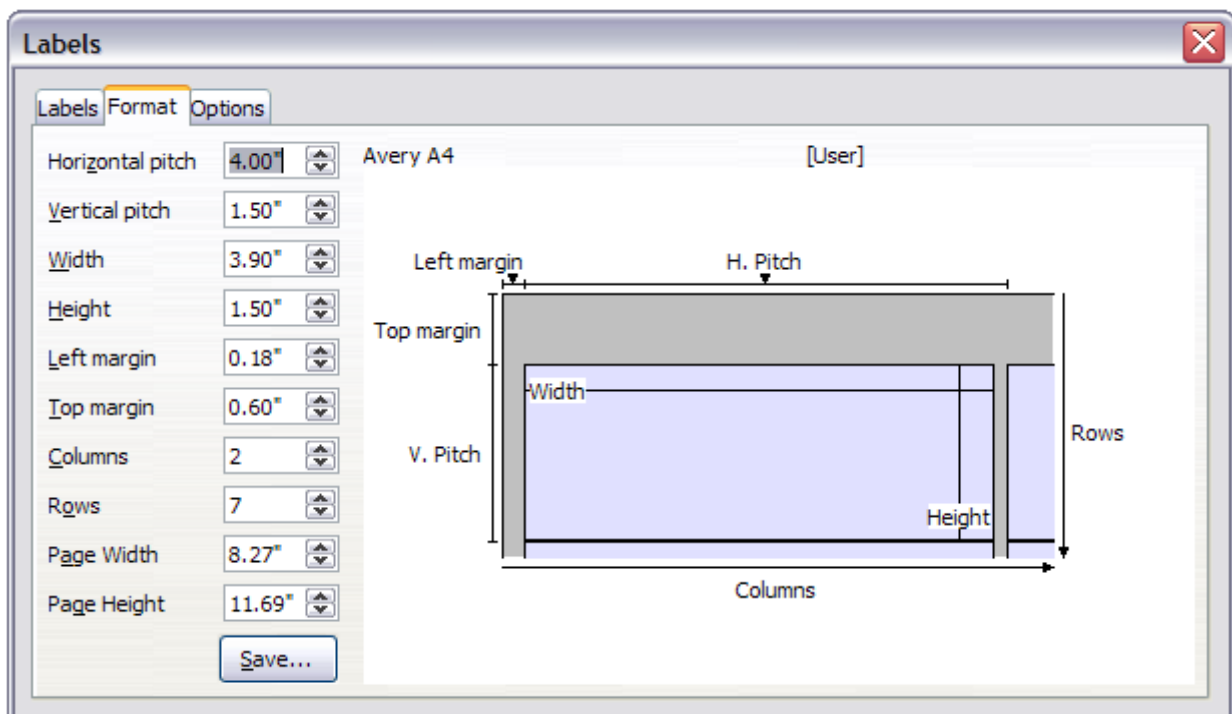 Labels
Labels Format Options
Horizontal pitch 4.00" Avery A4 [User]
Vertical pitch 1.50"
Width 3.90"
Height 1.50"
Left margin 0.18"
Top margin 0.60"
Columns 2
Rows 7
Page Width 8.27"
Page Height 11.69"
Save...
Left margin H. Pitch
Top margin
Width
V. Pitch
Rows
Height
Columns